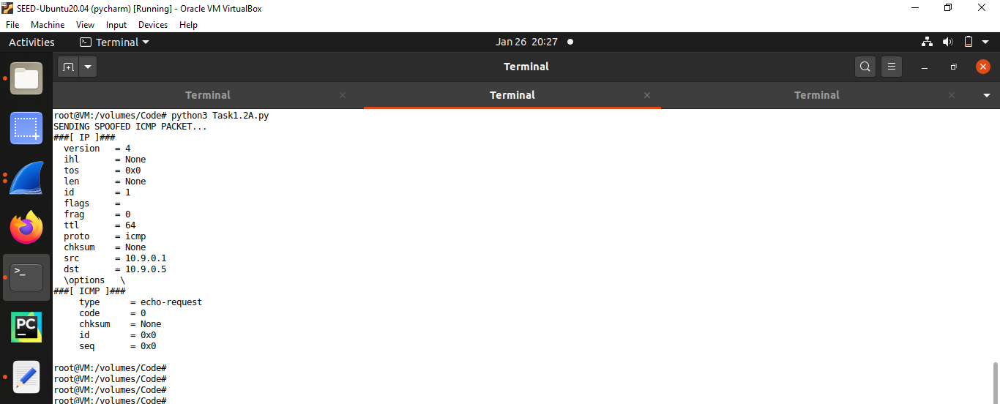 SEED-Ubuntu20.04 (pycharm) [Running] - Oracle VM VirtualBox
File Machine View Input Devices Help
Activities Terminal Jan 26 20:27
Terminal
Terminal Terminal Terminal
root@VM:/volumes/Code# python3 Task1.2A.py
SENDING SPOOFED ICMP PACKET...
###[ IP ]###
  version   = 4
  ihl       = None
  tos       = 0x0
  len       = None
  id        = 1
  flags     =
  frag      = 0
  ttl       = 64
  proto     = icmp
  chksum    = None
  src       = 10.9.0.1
  dst       = 10.9.0.5
  \options   \
###[ ICMP ]###
     type      = echo-request
     code      = 0
     chksum    = None
     id        = 0x0
     seq       = 0x0
root@VM:/volumes/Code#
root@VM:/volumes/Code#
root@VM:/volumes/Code#
root@VM:/volumes/Code#
PC